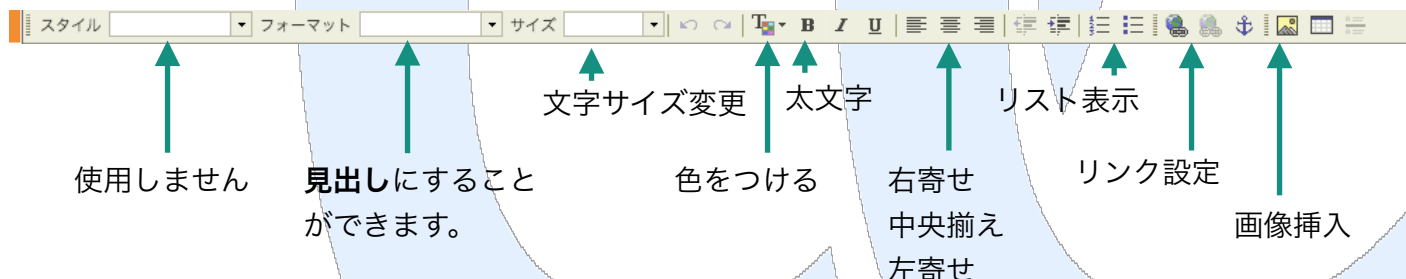 スタイル フォーマット サイズ T B I U
文字サイズ変更 太文字 リスト表示
使用しません
見出しにすること
ができます。
色をつける
右寄せ
中央揃え
左寄せ
リンク設定
画像挿入